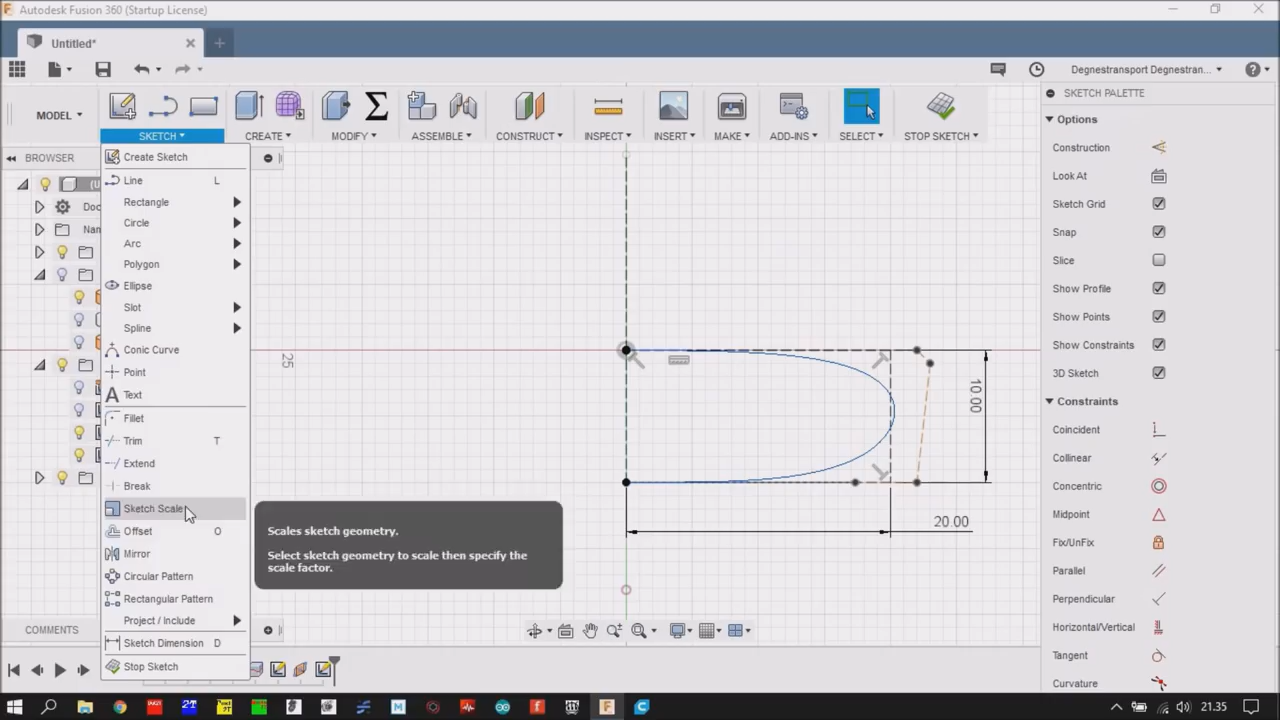 Autodesk Fusion 360 (Startup License)
Untitled*
Degnestransport Degnestran...
MODEL
SKETCH
CREATE
MODIFY
ASSEMBLE
CONSTRUCT
INSPECT
INSERT
MAKE
ADD-INS
SELECT
STOP SKETCH
BROWSER
(U
Doc
Nam
COMMENTS
Create Sketch
Line L
Rectangle
Circle
Arc
Polygon
Ellipse
Slot
Spline
Conic Curve
Point
Text
Fillet
Trim T
Extend
Break
Sketch Scale
Offset O
Mirror
Circular Pattern
Rectangular Pattern
Project / Include
Sketch Dimension D
Stop Sketch
Scales sketch geometry.
Select sketch geometry to scale then specify the
scale factor.
25
10.00
20.00
SKETCH PALETTE
Options
Construction
Look At
Sketch Grid
Snap
Slice
Show Profile
Show Points
Show Constraints
3D Sketch
Constraints
Coincident
Collinear
Concentric
Midpoint
Fix/UnFix
Parallel
Perpendicular
Horizontal/Vertical
Tangent
Curvature
21.35